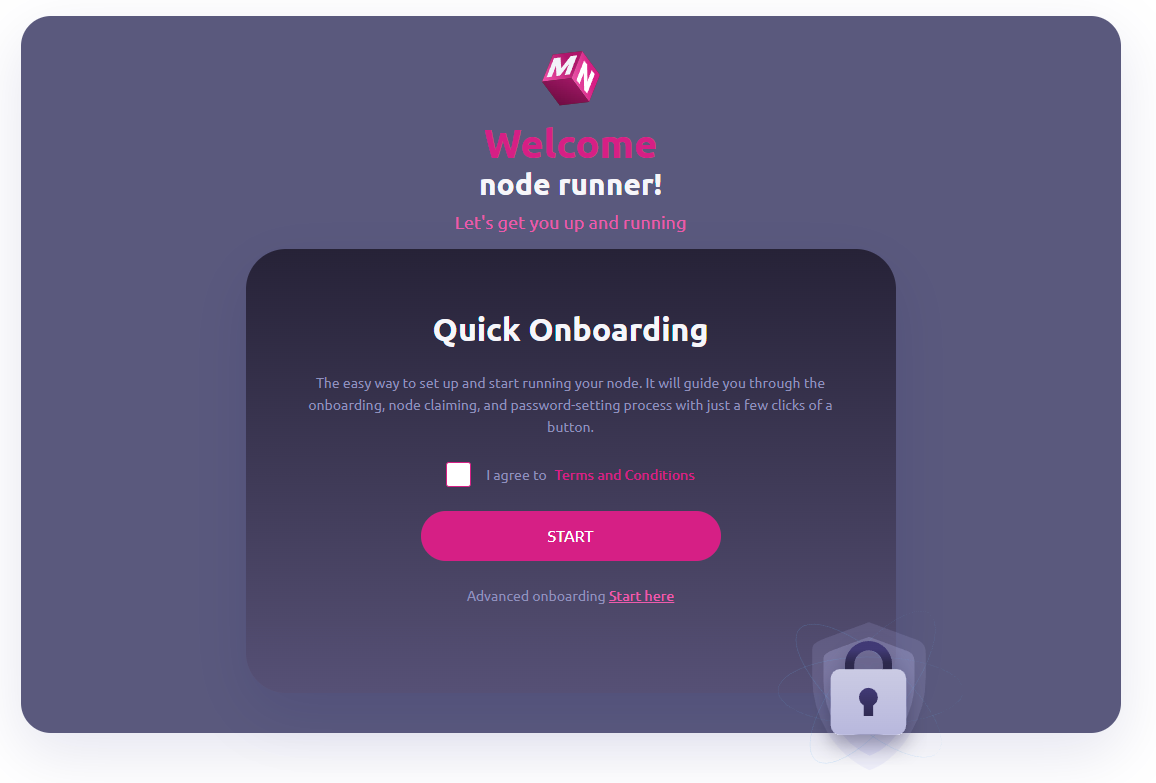 MN
Welcome
node runner!
Let's get you up and running
Quick Onboarding
The easy way to set up and start running your node. It will guide you through the
onboarding, node claiming, and password-setting process with just a few clicks of a
button.
I agree to Terms and Conditions
START
Advanced onboarding Start here